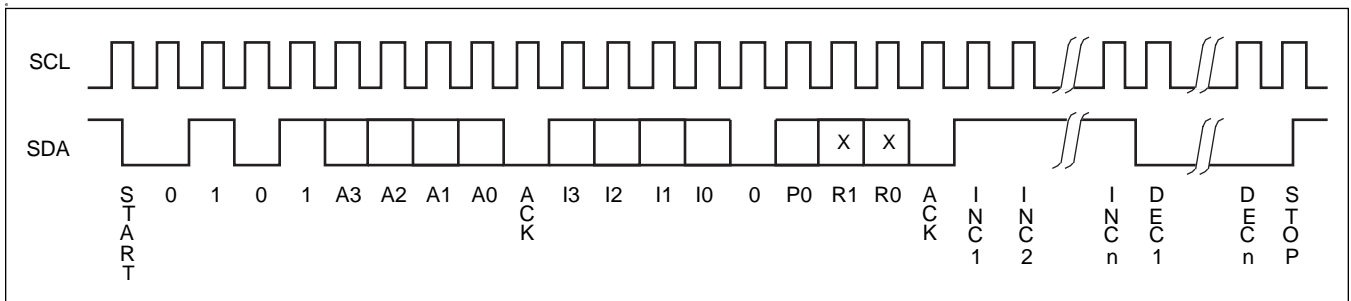 SCL
SDA
X X
START 0 1 0 1 A3 A2 A1 A0 ACK I3 I2 I1 I0 0 P0 R1 R0 ACK INC1 INC2 INCn DEC1 DECn STOP